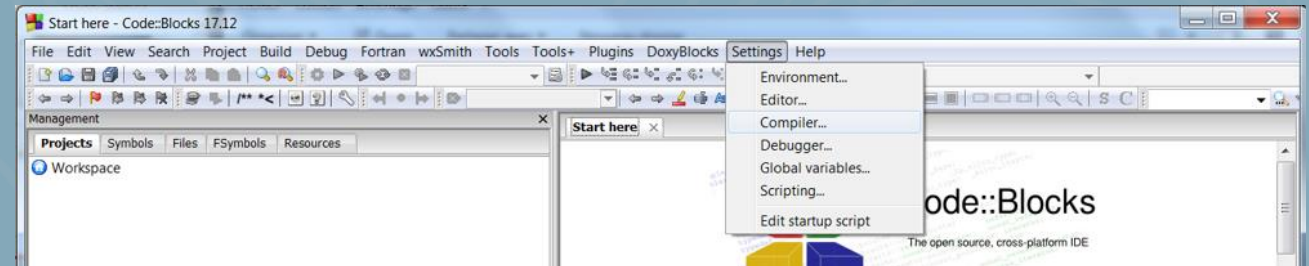 Start here - Code::Blocks 17.12
File Edit View Search Project Build Debug Fortran wxSmith Tools Tools+ Plugins DoxyBlocks Settings Help
/** *<
S C
Management
Projects Symbols Files FSymbols Resources
Workspace
Start here
Environment...
Editor...
Compiler...
Debugger...
Global variables...
Scripting...
Edit startup script
ode::Blocks
The open source, cross-platform IDE